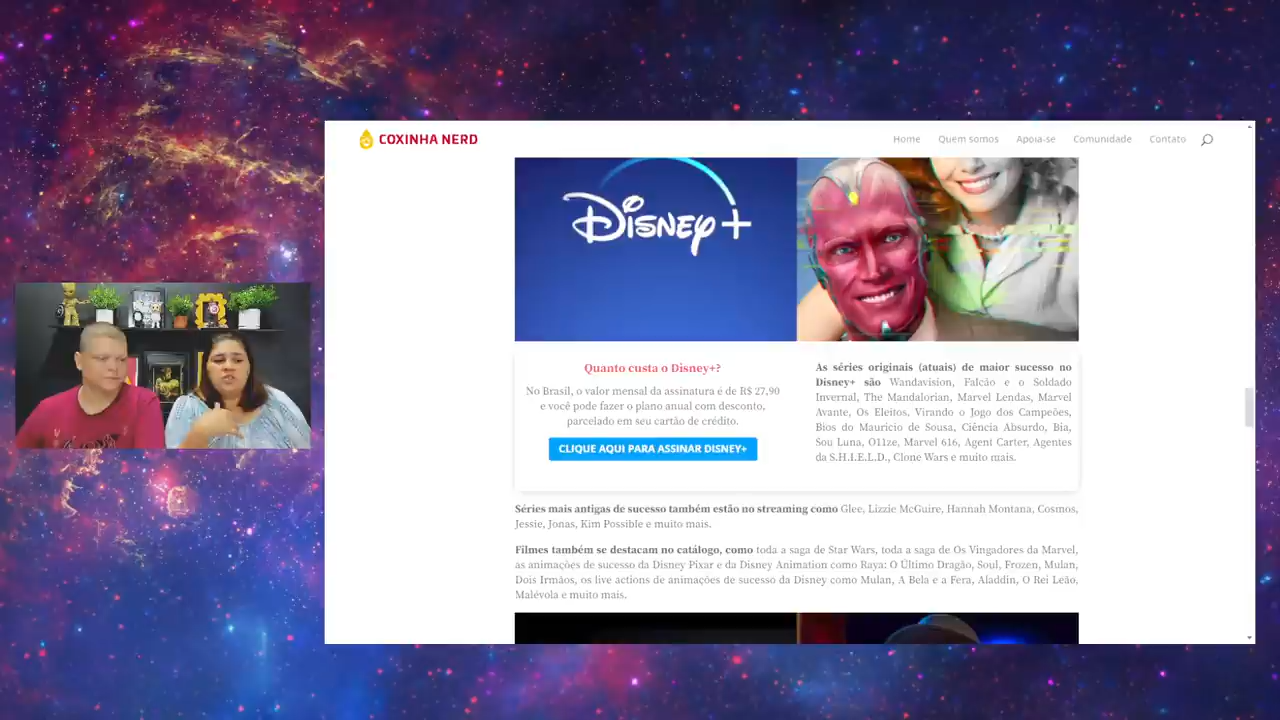 COXINHA NERD
Home
Quem somos
Apoia-se
Comunidade
Contato
Disney+
Quanto custa o Disney+?
No Brasil, o valor mensal da assinatura é de R$ 27,90
e você pode fazer o plano anual com desconto,
parcelado em seu cartão de crédito.
CLIQUE AQUI PARA ASSINAR DISNEY+
As séries originais (atuais) de maior sucesso no
Disney+ são Wandavision, Falcão e o Soldado
Invernal, The Mandalorian, Marvel Lendas, Marvel
Avante, Os Eleitos, Virando o Jogo dos Campeões,
Bios do Mauricio de Sousa, Ciência Absurdo, Bia,
Sou Luna, O11ze, Marvel 616, Agent Carter, Agentes
da S.H.I.E.L.D., Clone Wars e muito mais.
Séries mais antigas de sucesso também estão no streaming como Glee, Lizzie McGuire, Hannah Montana, Cosmos,
Jessie, Jonas, Kim Possible e muito mais.
Filmes também se destacam no catálogo, como toda a saga de Star Wars, toda a saga de Os Vingadores da Marvel,
as animações de sucesso da Disney Pixar e da Disney Animation como Raya: O Último Dragão, Soul, Frozen, Mulan,
Dois Irmãos, os live actions de animações de sucesso da Disney como Mulan, A Bela e a Fera, Aladdin, O Rei Leão,
Malévola e muito mais.